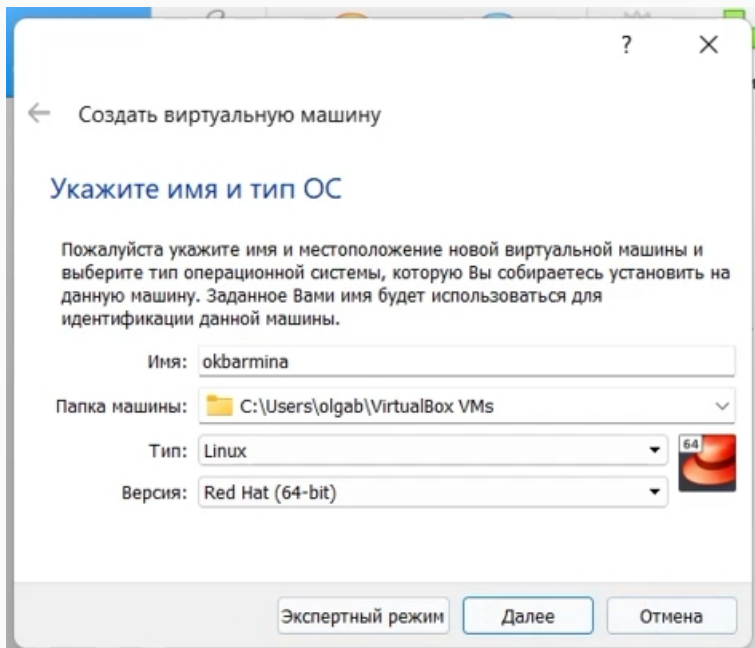 ?
Создать виртуальную машину
Укажите имя и тип ОС
Пожалуйста укажите имя и местоположение новой виртуальной машины и
выберите тип операционной системы, которую Вы собираетесь установить на
данную машину. Заданное Вами имя будет использоваться для
идентификации данной машины.
Имя: okbarmina
Папка машины: C:\Users\olgab\VirtualBox VMs
Тип: Linux
64
Версия: Red Hat (64-bit)
Экспертный режим Далее Отмена